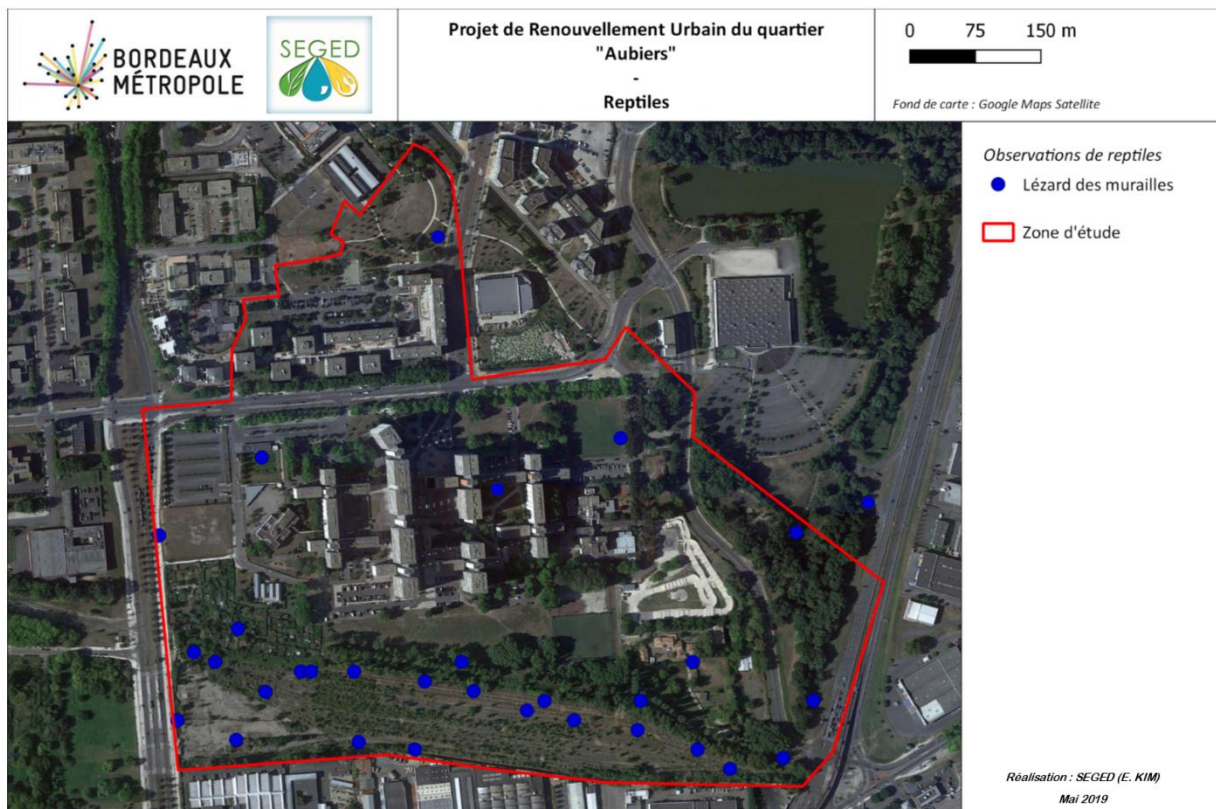 BORDEAUX
MÉTROPOLE
SEGED
Projet de Renouvellement Urbain du quartier
"Aubiers"
-
Reptiles
0 75 150 m
Fond de carte : Google Maps Satellite
Observations de reptiles
Lézard des murailles
Zone d'étude
Réalisation : SEGED (E. KIM)
Mai 2019